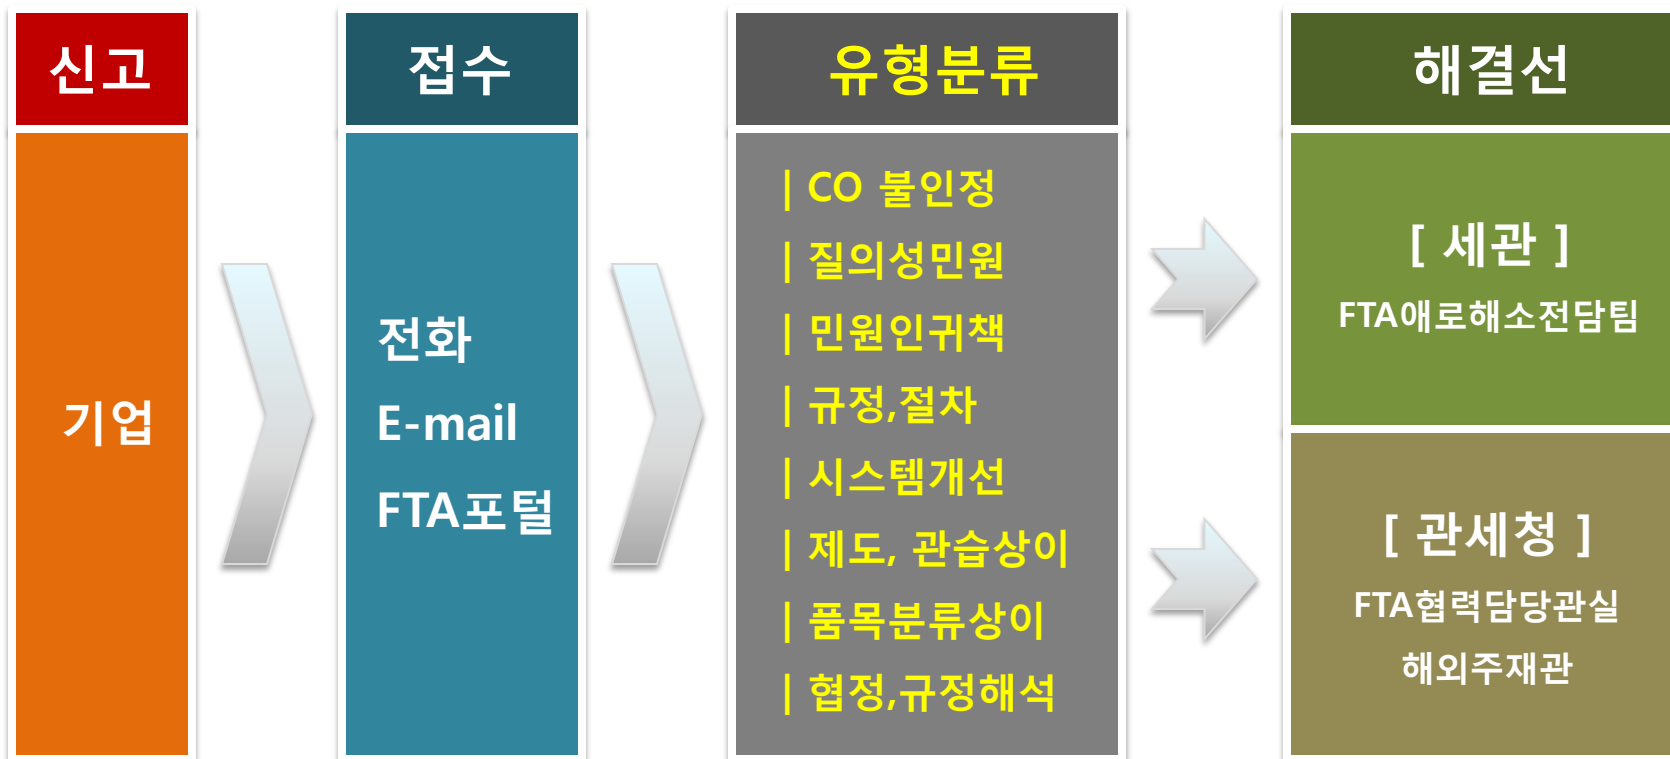 신고
기업
접수
전화
E-mail
FTA포털
유형분류
| CO 불인정
| 질의성민원
| 민원인귀책
| 규정,절차
| 시스템개선
| 제도, 관습상이
| 품목분류상이
| 협정,규정해석
해결선
[ 세관 ]
FTA애로해소전담팀
[ 관세청 ]
FTA협력담당관실
해외주재관